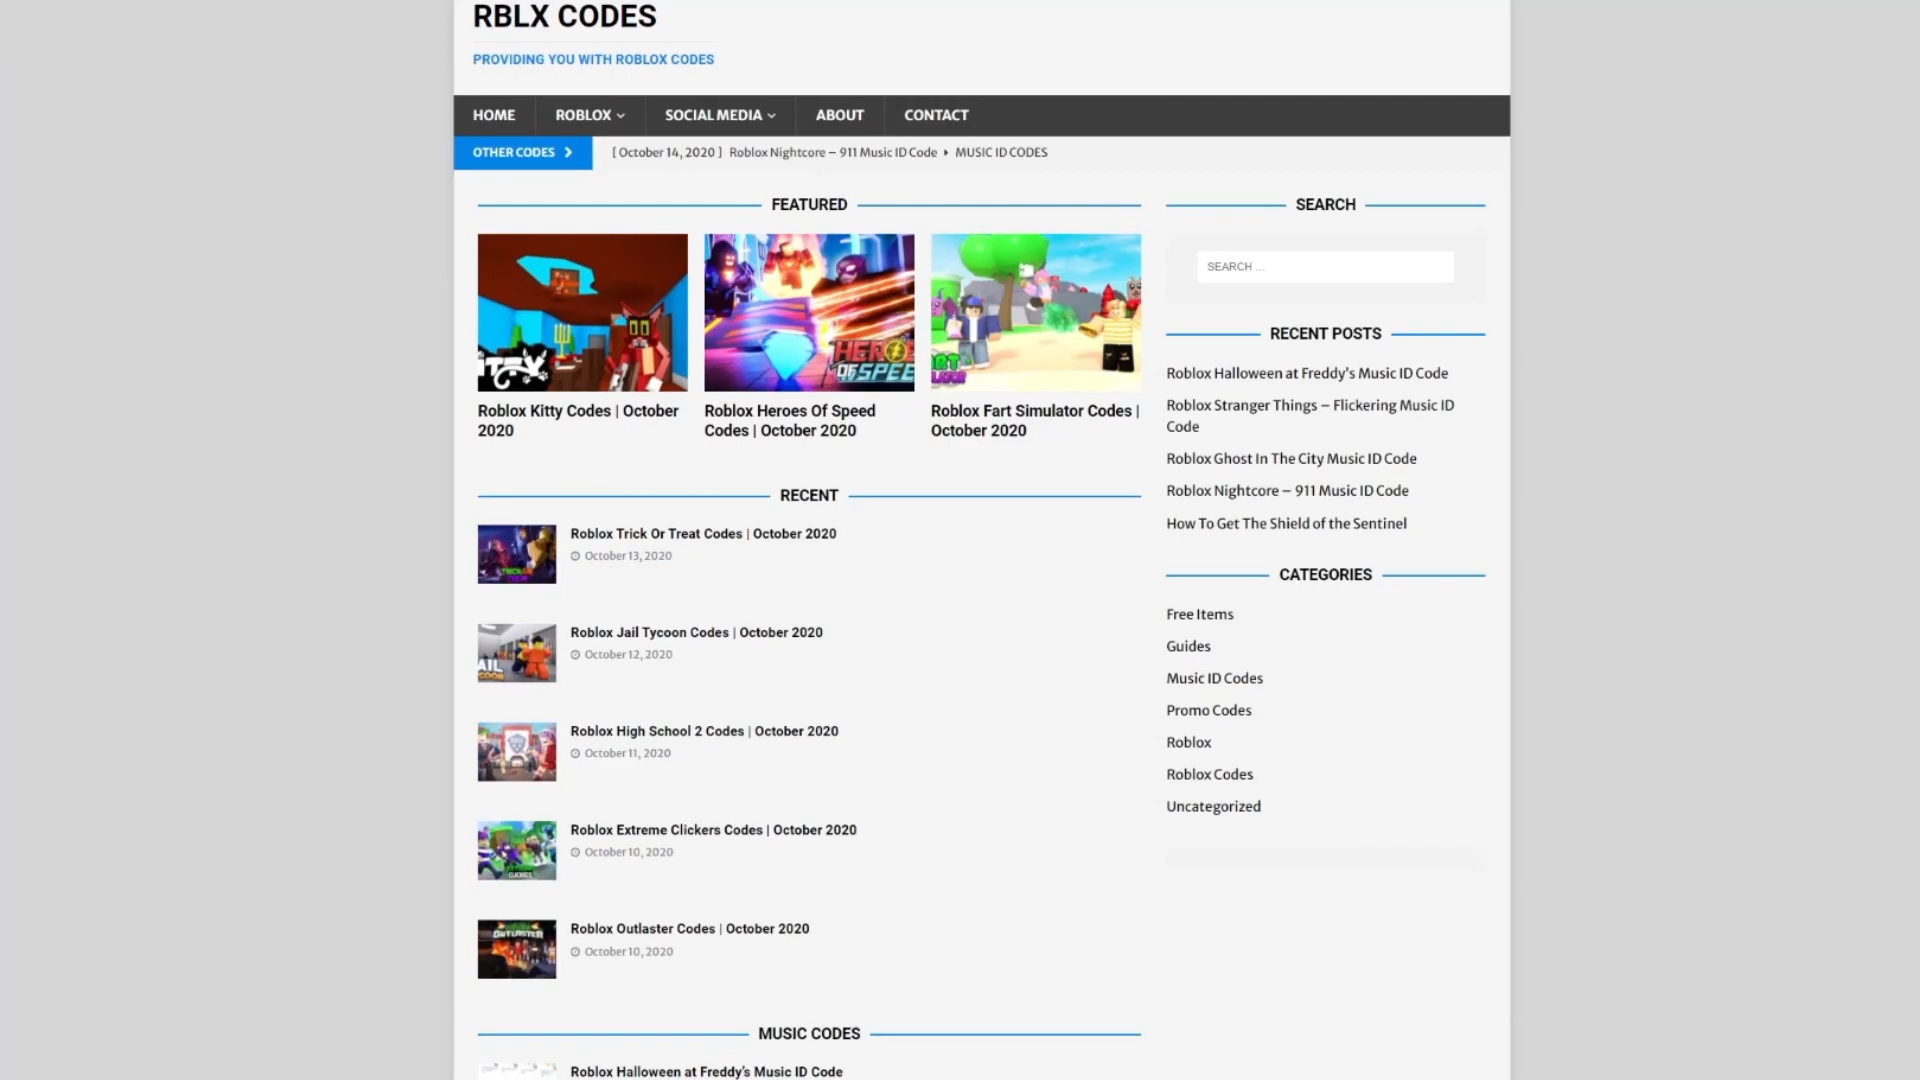 RBLX CODES
PROVIDING YOU WITH ROBLOX CODES
HOME ROBLOX SOCIAL MEDIA ABOUT CONTACT
OTHER CODES [ October 14, 2020 ] Roblox Nightcore – 911 Music ID Code MUSIC ID CODES
FEATURED
Roblox Kitty Codes | October
2020
HEROES
OF SPEE
Roblox Heroes Of Speed
Codes | October 2020
Roblox Fart Simulator Codes |
October 2020
RECENT
Roblox Trick Or Treat Codes | October 2020
October 13, 2020
Roblox Jail Tycoon Codes | October 2020
October 12, 2020
Roblox High School 2 Codes | October 2020
October 11, 2020
Roblox Extreme Clickers Codes | October 2020
October 10, 2020
OUTLASTER
Roblox Outlaster Codes | October 2020
October 10, 2020
MUSIC CODES
Roblox Halloween at Freddy’s Music ID Code
SEARCH
SEARCH …
RECENT POSTS
Roblox Halloween at Freddy’s Music ID Code
Roblox Stranger Things – Flickering Music ID
Code
Roblox Ghost In The City Music ID Code
Roblox Nightcore – 911 Music ID Code
How To Get The Shield of the Sentinel
CATEGORIES
Free Items
Guides
Music ID Codes
Promo Codes
Roblox
Roblox Codes
Uncategorized